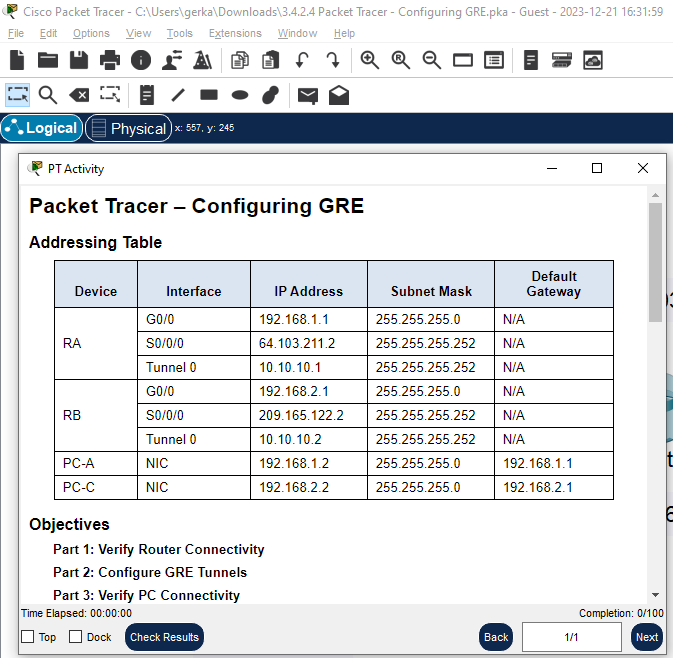 Cisco Packet Tracer - C:\Users\gerka\Downloads\3.4.2.4 Packet Tracer - Configuring GRE.pka - Guest - 2023-12-21 16:31:59
File Edit Options View Tools Extensions Window Help
Logical Physical x: 557, y: 245
PT Activity
Packet Tracer – Configuring GRE
Addressing Table
Device Interface IP Address Subnet Mask Default Gateway
RA G0/0 192.168.1.1 255.255.255.0 N/A
S0/0/0 64.103.211.2 255.255.255.252 N/A
Tunnel 0 10.10.10.1 255.255.255.252 N/A
RB G0/0 192.168.2.1 255.255.255.0 N/A
S0/0/0 209.165.122.2 255.255.255.252 N/A
Tunnel 0 10.10.10.2 255.255.255.252 N/A
PC-A NIC 192.168.1.2 255.255.255.0 192.168.1.1
PC-C NIC 192.168.2.2 255.255.255.0 192.168.2.1
Objectives
Part 1: Verify Router Connectivity
Part 2: Configure GRE Tunnels
Part 3: Verify PC Connectivity
Time Elapsed: 00:00:00 Completion: 0/100
Top Dock Check Results Back 1/1 Next